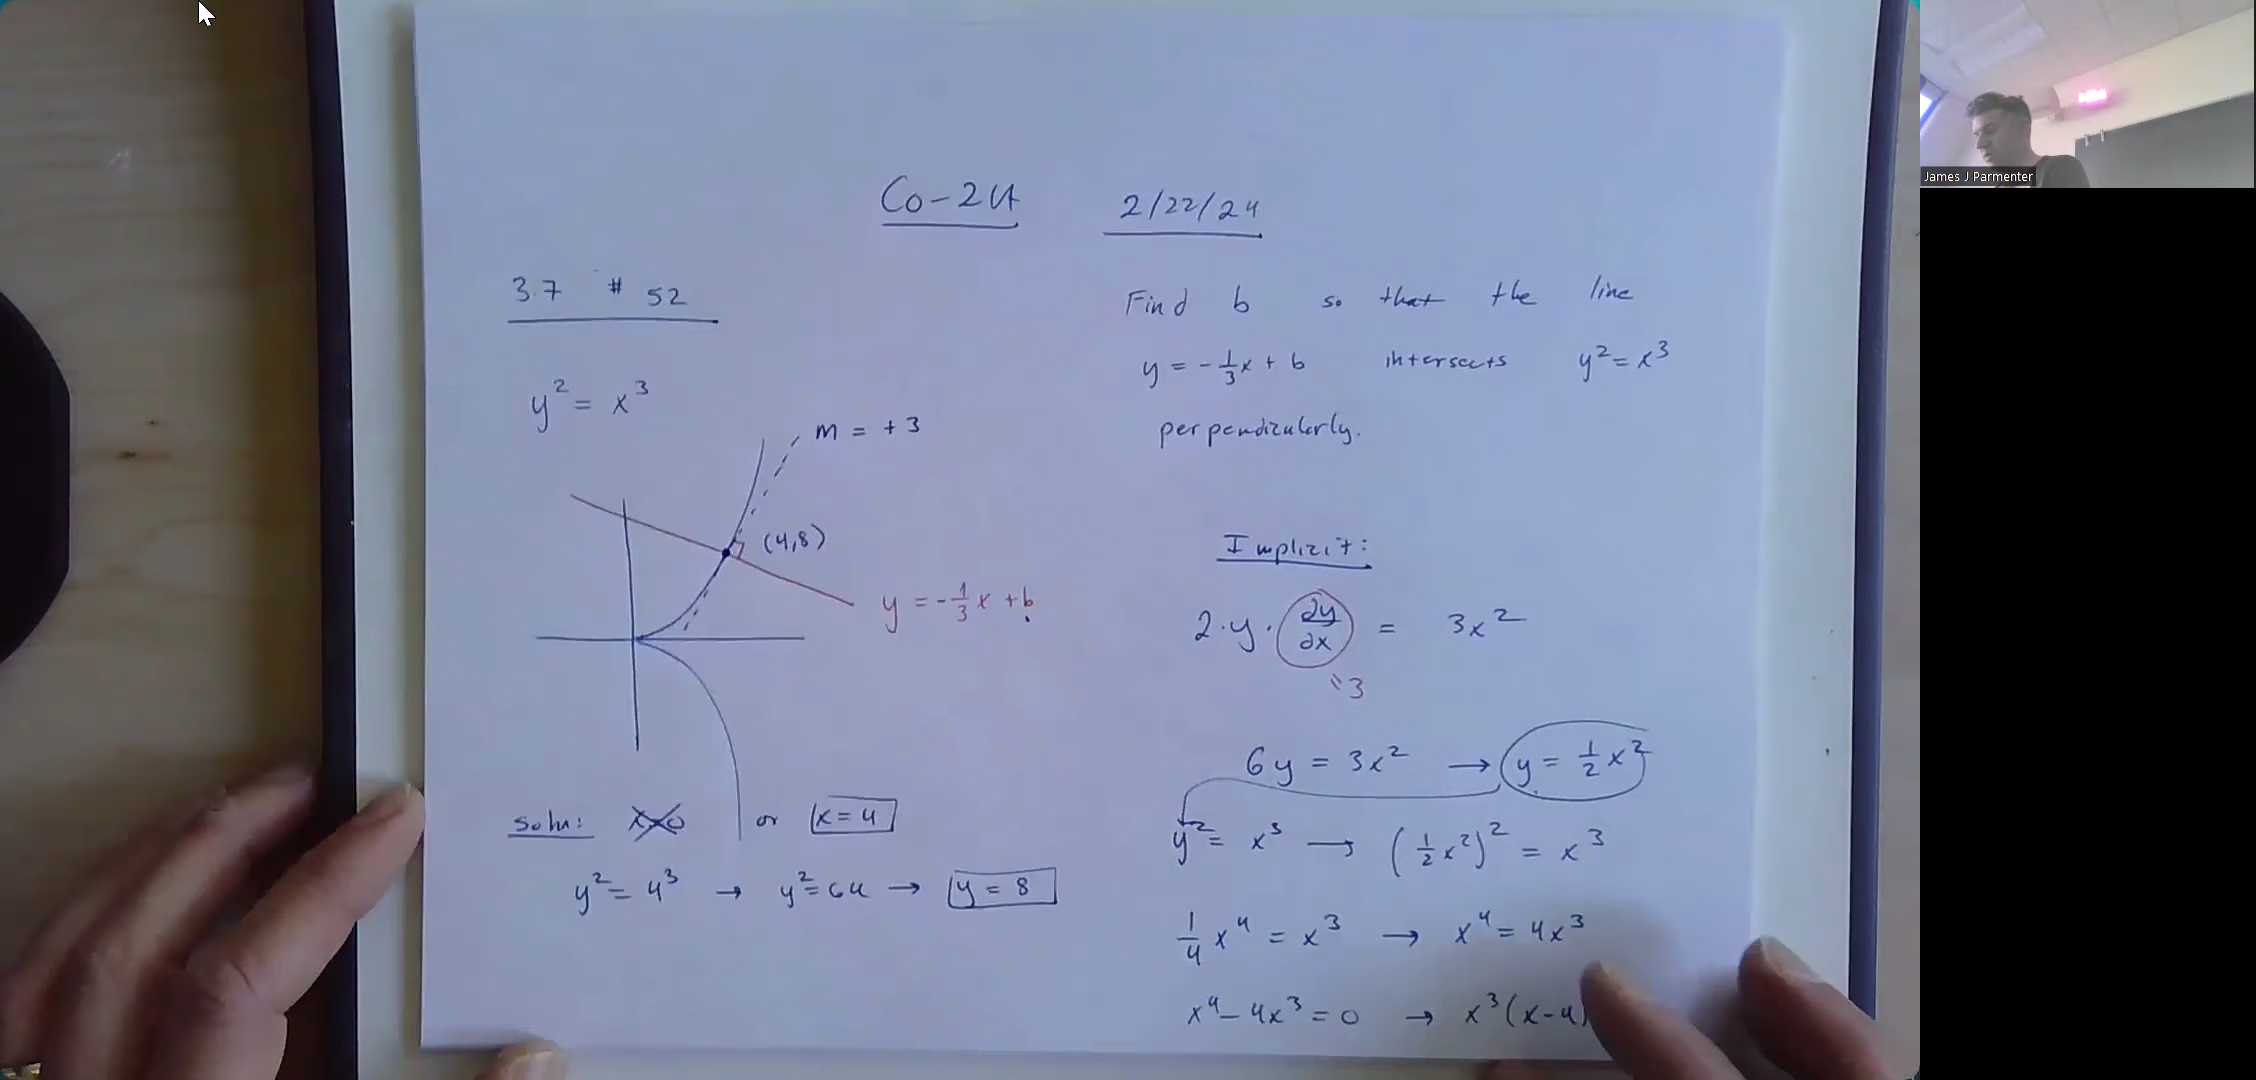 Co-24 2/22/24
3.7 # 52
y² = x³
m = +3
(4,8)
y = -1/3 x + b
soln: x=0 or x = 4
y² = 4³ → y² = 64 → y = 8
Find b so that the line
y = -1/3 x + b intersects y² = x³
perpendicularly.
Implicit:
2·y·∂y/∂x = 3x²
"3
6y = 3x² → y = 1/2 x²
y² = x³ → (1/2 x²)² = x³
1/4 x⁴ = x³ → x⁴ = 4x³
x⁴ - 4x³ = 0 → x³(x-4)
James J Parmenter